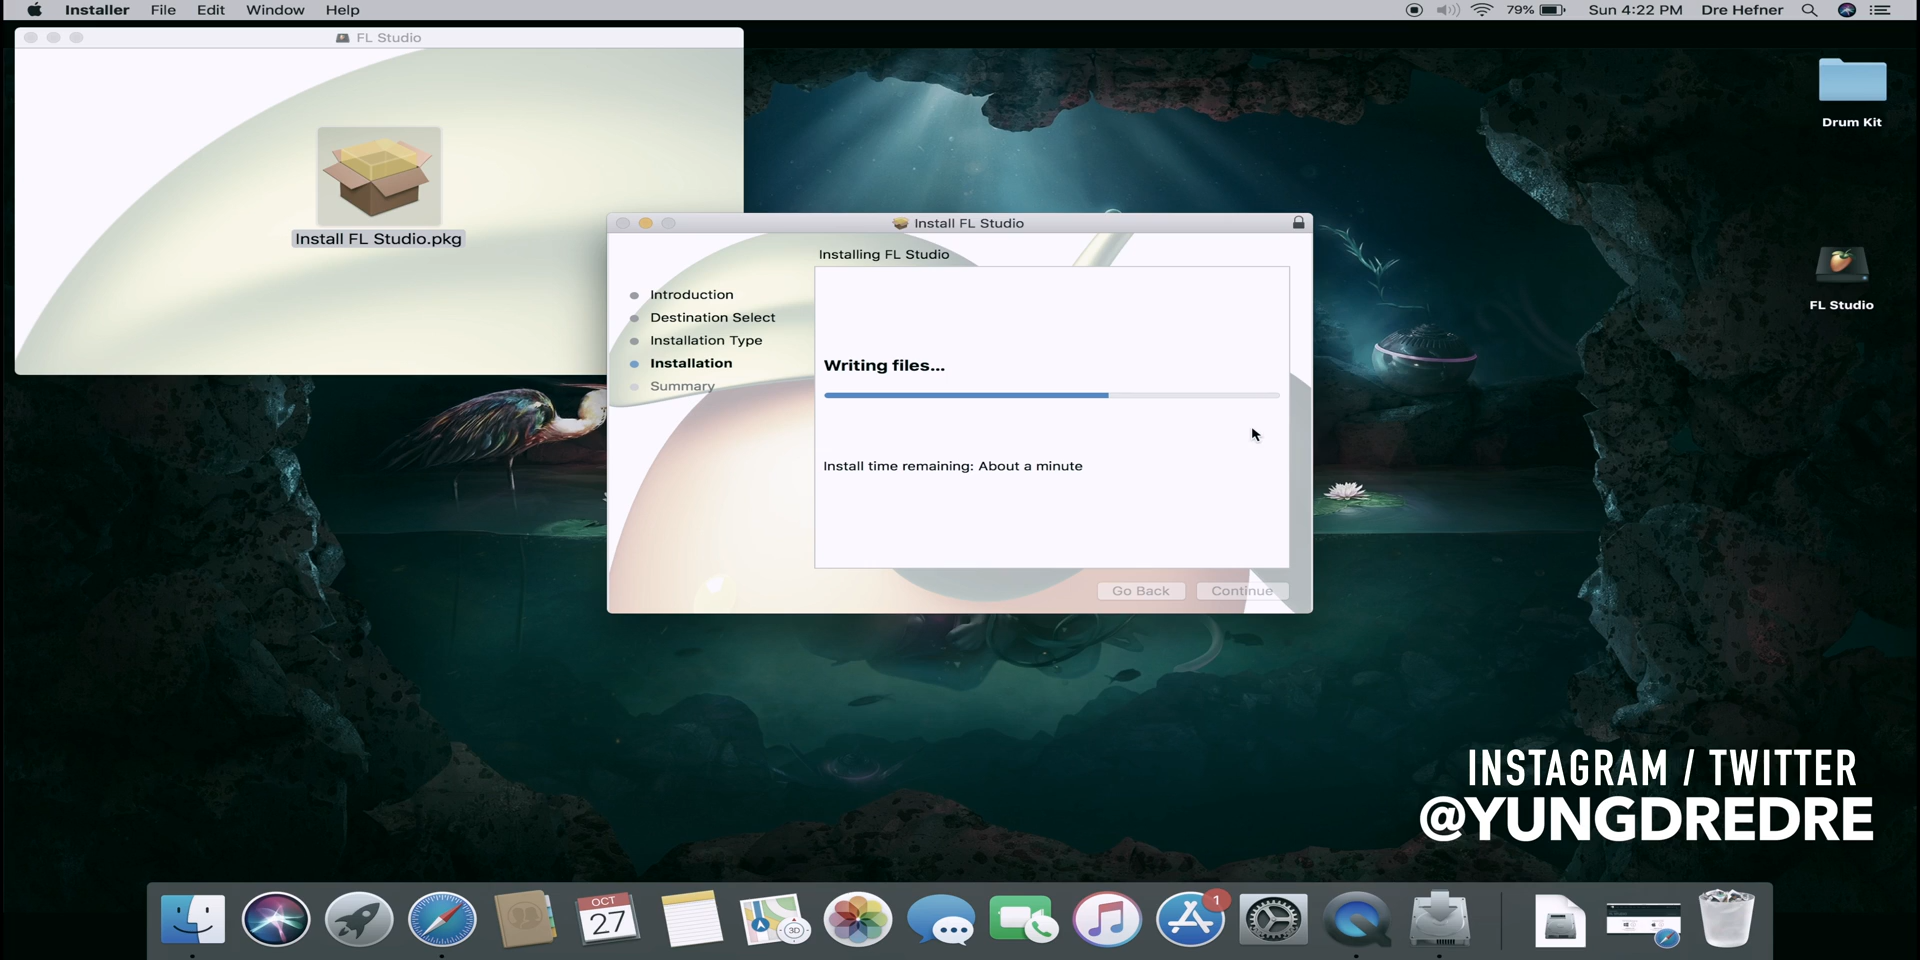 Installer File Edit Window Help
79% Sun 4:22 PM Dre Hefner
FL Studio
Install FL Studio.pkg
Drum Kit
FL Studio
Install FL Studio
Installing FL Studio
Introduction
Destination Select
Installation Type
Installation
Summary
Writing files...
Install time remaining: About a minute
Go Back Continue
INSTAGRAM / TWITTER
@YUNGDREDRE
OCT
27
3D
1